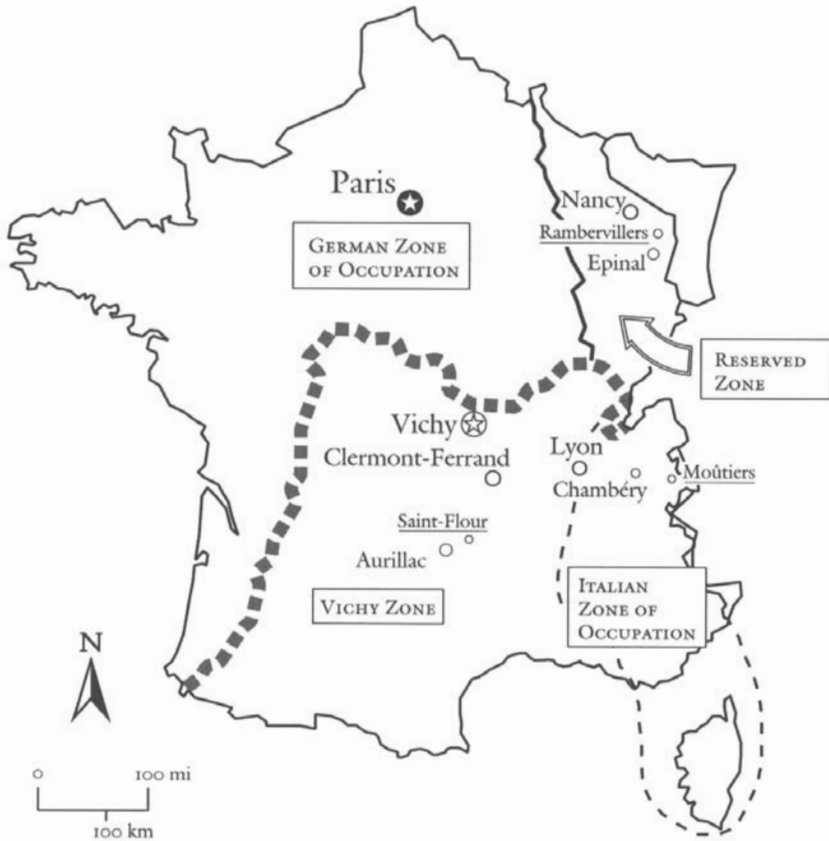 Paris
German Zone
of Occupation
Nancy
Rambervillers
Epinal
Reserved
Zone
Vichy
Clermont-Ferrand
Lyon
Chambéry
Moûtiers
Saint-Flour
Aurillac
Vichy Zone
Italian
Zone of
Occupation
N
0 100 mi
100 km